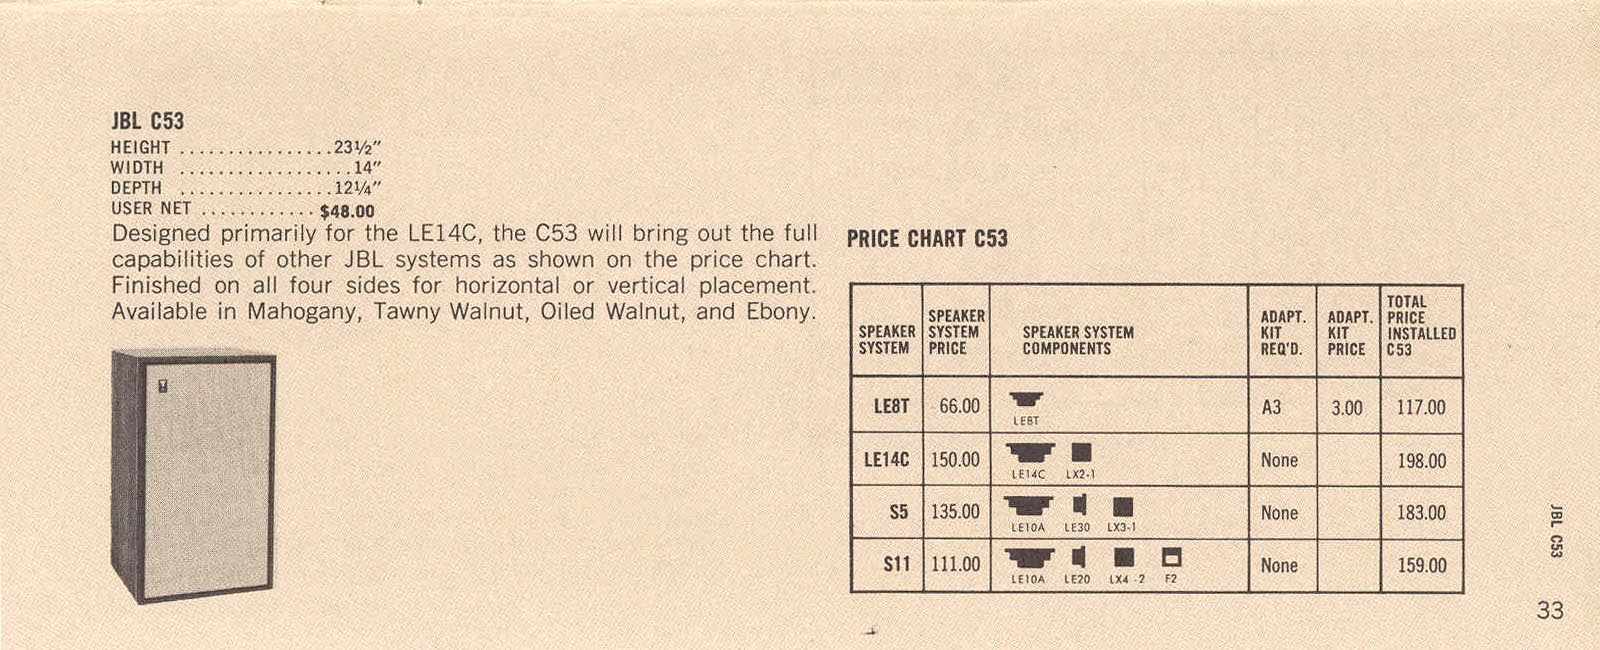 JBL C53
HEIGHT ................23½″
WIDTH ..................14″
DEPTH ................12¼″
USER NET ............ $48.00
Designed primarily for the LE14C, the C53 will bring out the full
capabilities of other JBL systems as shown on the price chart.
Finished on all four sides for horizontal or vertical placement.
Available in Mahogany, Tawny Walnut, Oiled Walnut, and Ebony.
PRICE CHART C53
SPEAKER SYSTEM
SPEAKER SYSTEM PRICE
SPEAKER SYSTEM COMPONENTS
ADAPT. KIT REQ'D.
ADAPT. KIT PRICE
TOTAL PRICE INSTALLED C53
LE8T 66.00 A3 3.00 117.00
LE8T
LE14C 150.00 None 198.00
LE14C LX2-1
S5 135.00 None 183.00
LE10A LE30 LX3-1
S11 111.00 None 159.00
LE10A LE20 LX4-2 F2
JBL C53
33